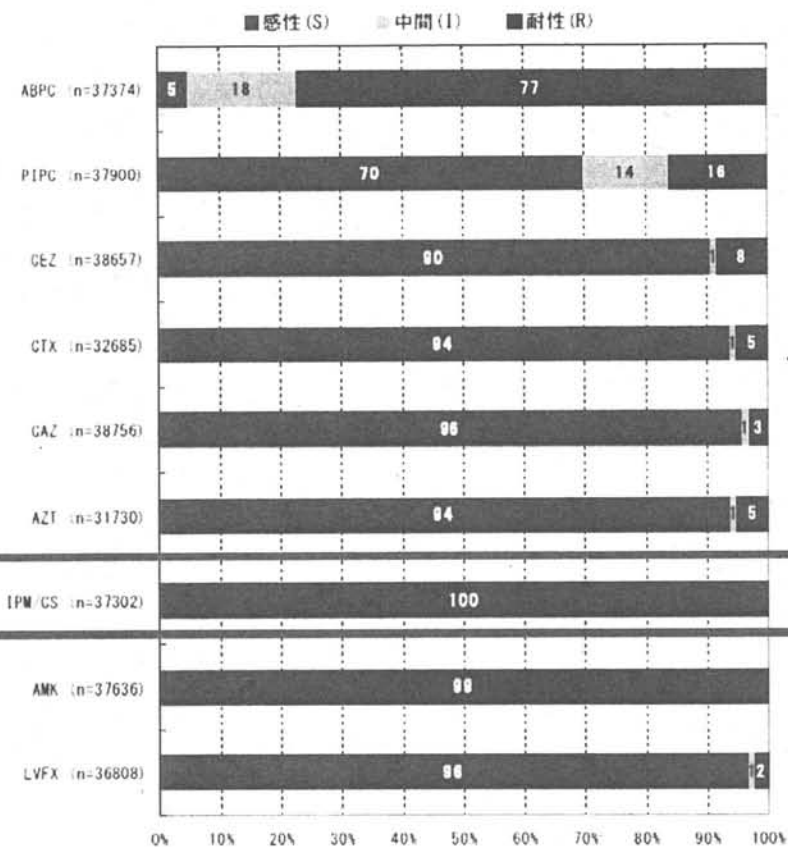 ■感性(S) 中間(I) ■耐性(R)
ABPC (n=37374) 5 18 77
PIPC (n=37900) 70 14 16
CEZ (n=38657) 90 1 8
CTX (n=32685) 94 1 5
CAZ (n=38756) 96 1 3
AZT (n=31730) 94 1 5
IPM/CS (n=37302) 100
AMK (n=37636) 99
LVFX (n=36808) 96 1 2
0% 10% 20% 30% 40% 50% 60% 70% 80% 90% 100%